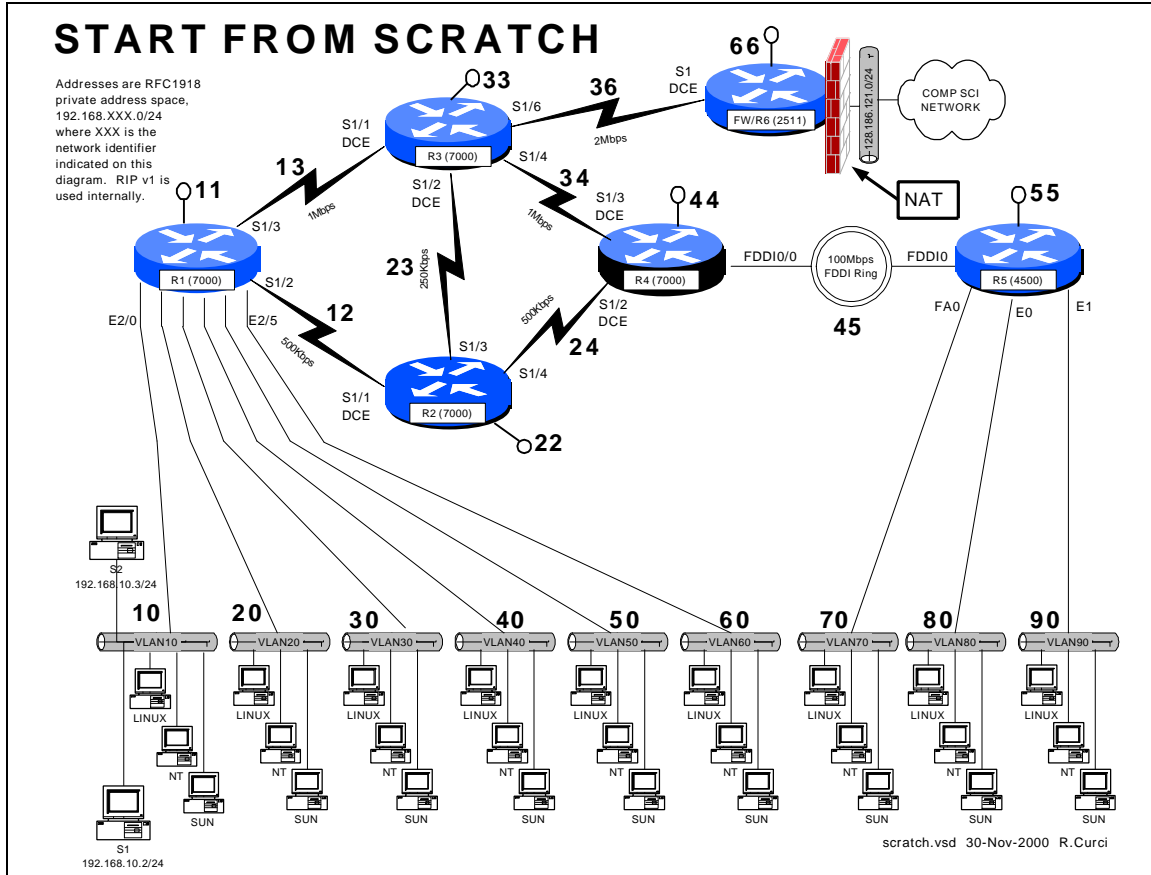 START FROM SCRATCH
Addresses are RFC1918
private address space,
192.168.XXX.0/24
where XXX is the
network identifier
indicated on this
diagram. RIP v1 is
used internally.
66
S1
DCE
FW/R6 (2511)
128.186.121.0/24
COMP SCI
NETWORK
NAT
36
2Mbps
33
S1/6
S1/1
DCE
R3 (7000)
S1/4
S1/2
DCE
13
1Mbps
34
1Mbps
11
S1/3
R1 (7000)
S1/2
E2/0
E2/5
23
250Kbps
12
500Kbps
S1/3
DCE
44
R4 (7000)
S1/2
DCE
FDDI0/0
100Mbps
FDDI Ring
45
FDDI0
55
R5 (4500)
FA0
E0
E1
500Kbps
24
S1/3
S1/4
S1/1
DCE
R2 (7000)
22
S2
192.168.10.3/24
10
20
30
40
50
60
70
80
90
VLAN10
VLAN20
VLAN30
VLAN40
VLAN50
VLAN60
VLAN70
VLAN80
VLAN90
LINUX
LINUX
LINUX
LINUX
LINUX
LINUX
LINUX
LINUX
LINUX
NT
NT
NT
NT
NT
NT
NT
NT
NT
SUN
SUN
SUN
SUN
SUN
SUN
SUN
SUN
SUN
S1
192.168.10.2/24
scratch.vsd 30-Nov-2000 R.Curci